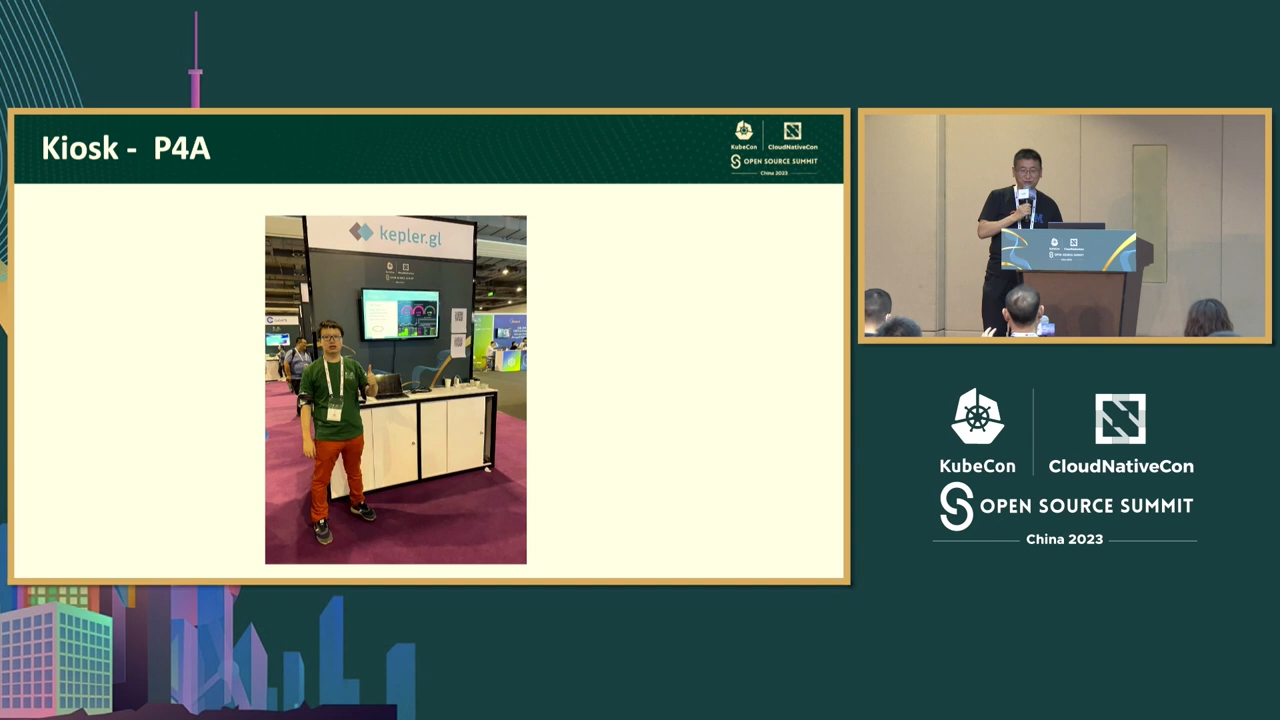 Kiosk - P4A
KubeCon
CloudNativeCon
OPEN SOURCE SUMMIT
China 2023
kepler.gl
KubeCon
CloudNativeCon
OPEN SOURCE SUMMIT
China 2023